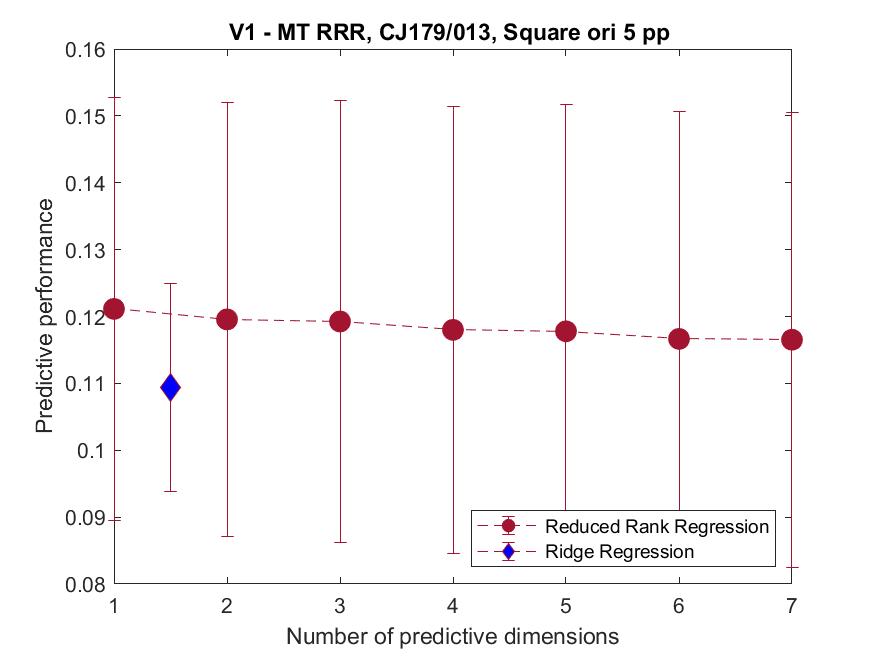 V1 - MT RRR, CJ179/013, Square ori 5 pp
0.16
0.15
0.14
0.13
0.12
0.11
0.1
0.09
0.08
Predictive performance
1 2 3 4 5 6 7
Number of predictive dimensions
Reduced Rank Regression
Ridge Regression